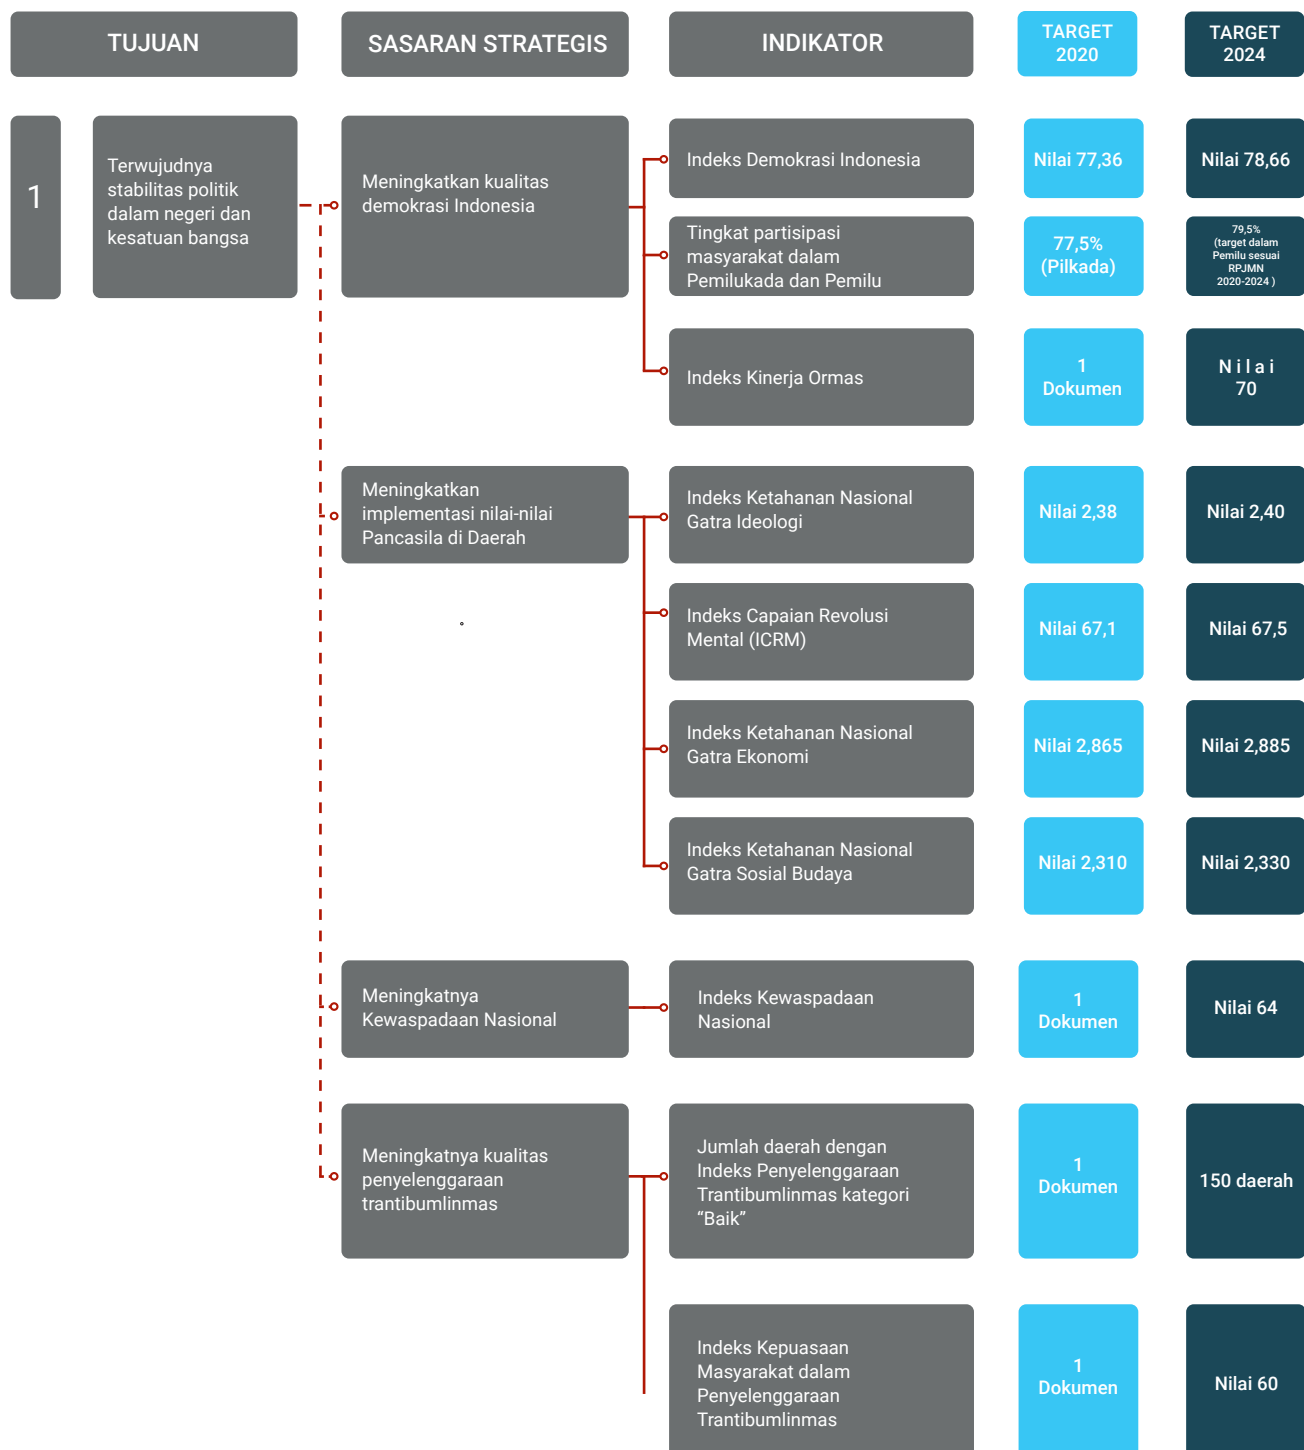 TUJUAN
SASARAN STRATEGIS
INDIKATOR
TARGET
2020
TARGET
2024
1
Terwujudnya
stabilitas politik
dalam negeri dan
kesatuan bangsa
Meningkatkan kualitas
demokrasi Indonesia
Indeks Demokrasi Indonesia
Nilai 77,36
Nilai 78,66
Tingkat partisipasi
masyarakat dalam
Pemilukada dan Pemilu
77,5%
(Pilkada)
79,5%
(target dalam
Pemilu sesuai
RPJMN
2020-2024 )
Indeks Kinerja Ormas
1
Dokumen
N i l a i
70
Meningkatkan
implementasi nilai-nilai
Pancasila di Daerah
Indeks Ketahanan Nasional
Gatra Ideologi
Nilai 2,38
Nilai 2,40
Indeks Capaian Revolusi
Mental (ICRM)
Nilai 67,1
Nilai 67,5
Indeks Ketahanan Nasional
Gatra Ekonomi
Nilai 2,865
Nilai 2,885
Indeks Ketahanan Nasional
Gatra Sosial Budaya
Nilai 2,310
Nilai 2,330
Meningkatnya
Kewaspadaan Nasional
Indeks Kewaspadaan
Nasional
1
Dokumen
Nilai 64
Meningkatnya kualitas
penyelenggaraan
trantibumlinmas
Jumlah daerah dengan
Indeks Penyelenggaraan
Trantibumlinmas kategori
“Baik”
1
Dokumen
150 daerah
Indeks Kepuasaan
Masyarakat dalam
Penyelenggaraan
Trantibumlinmas
1
Dokumen
Nilai 60